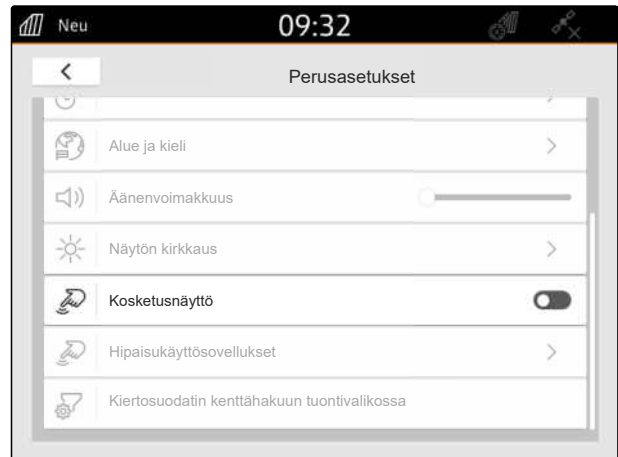 Neu
09:32
Perusasetukset
Alue ja kieli
Äänenvoimakkuus
Näytön kirkkaus
Kosketusnäyttö
Hipaisukäyttösovellukset
Kiertosuodatin kenttähakuun tuontivalikossa